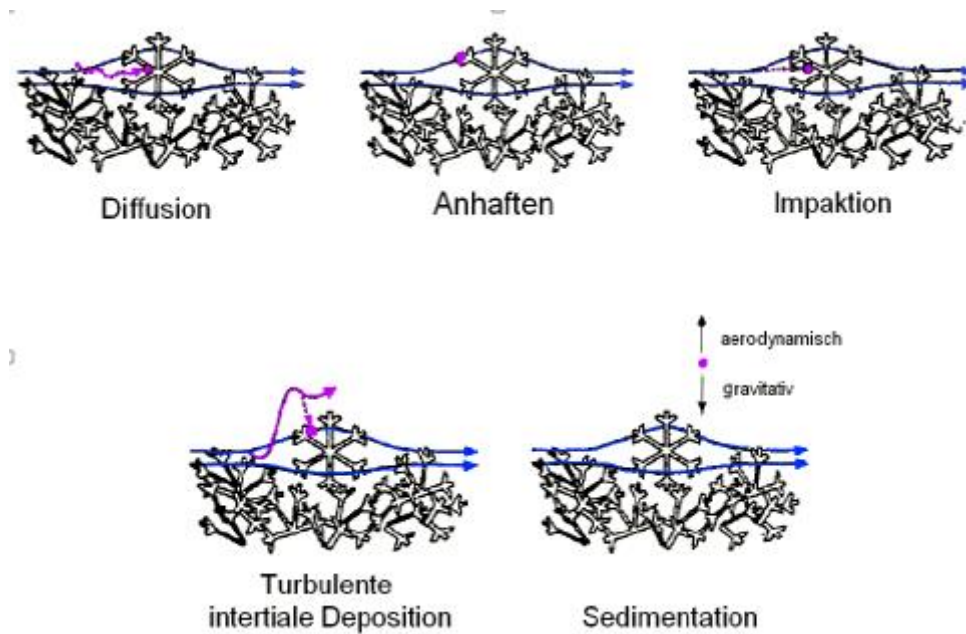 Diffusion
Anhaften
Impaktion
aerodynamisch
gravitativ
Turbulente
intertiale Deposition
Sedimentation